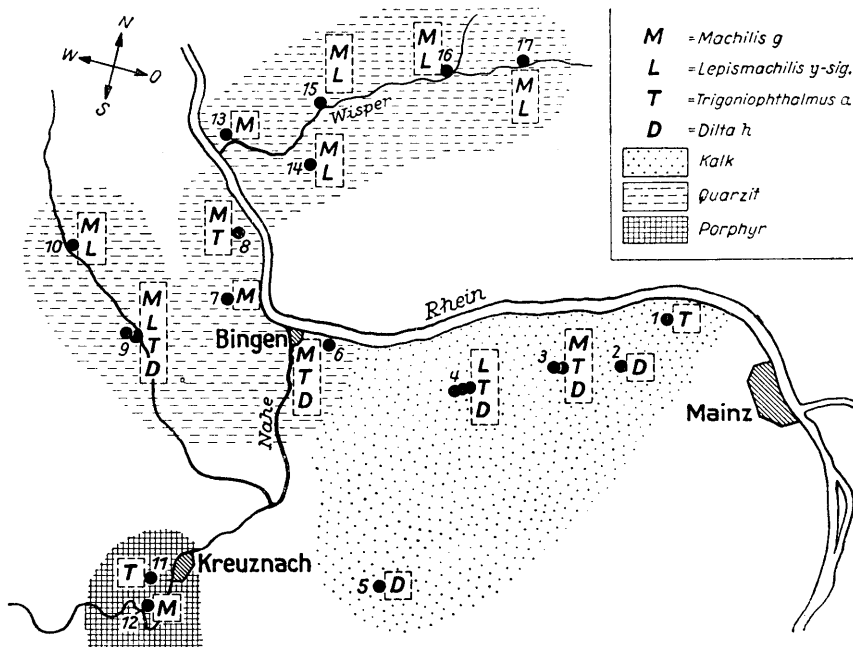 N
W
O
S
M = Machilis g
L = Lepismachilis y-sig.
T = Trigoniophthalmus a
D = Dilta h
Kalk
Quarzit
Porphyr
M
L
16
17
M
L
M
L
15
Wisper
13 M
14
M
L
M
T
8
10
M
L
7 M
Rhein
Bingen
9
M
L
T
D
6
M
T
D
Nahe
1 T
2 D
3
M
T
D
4
L
T
D
Mainz
5 D
Kreuznach
T 11
12 M